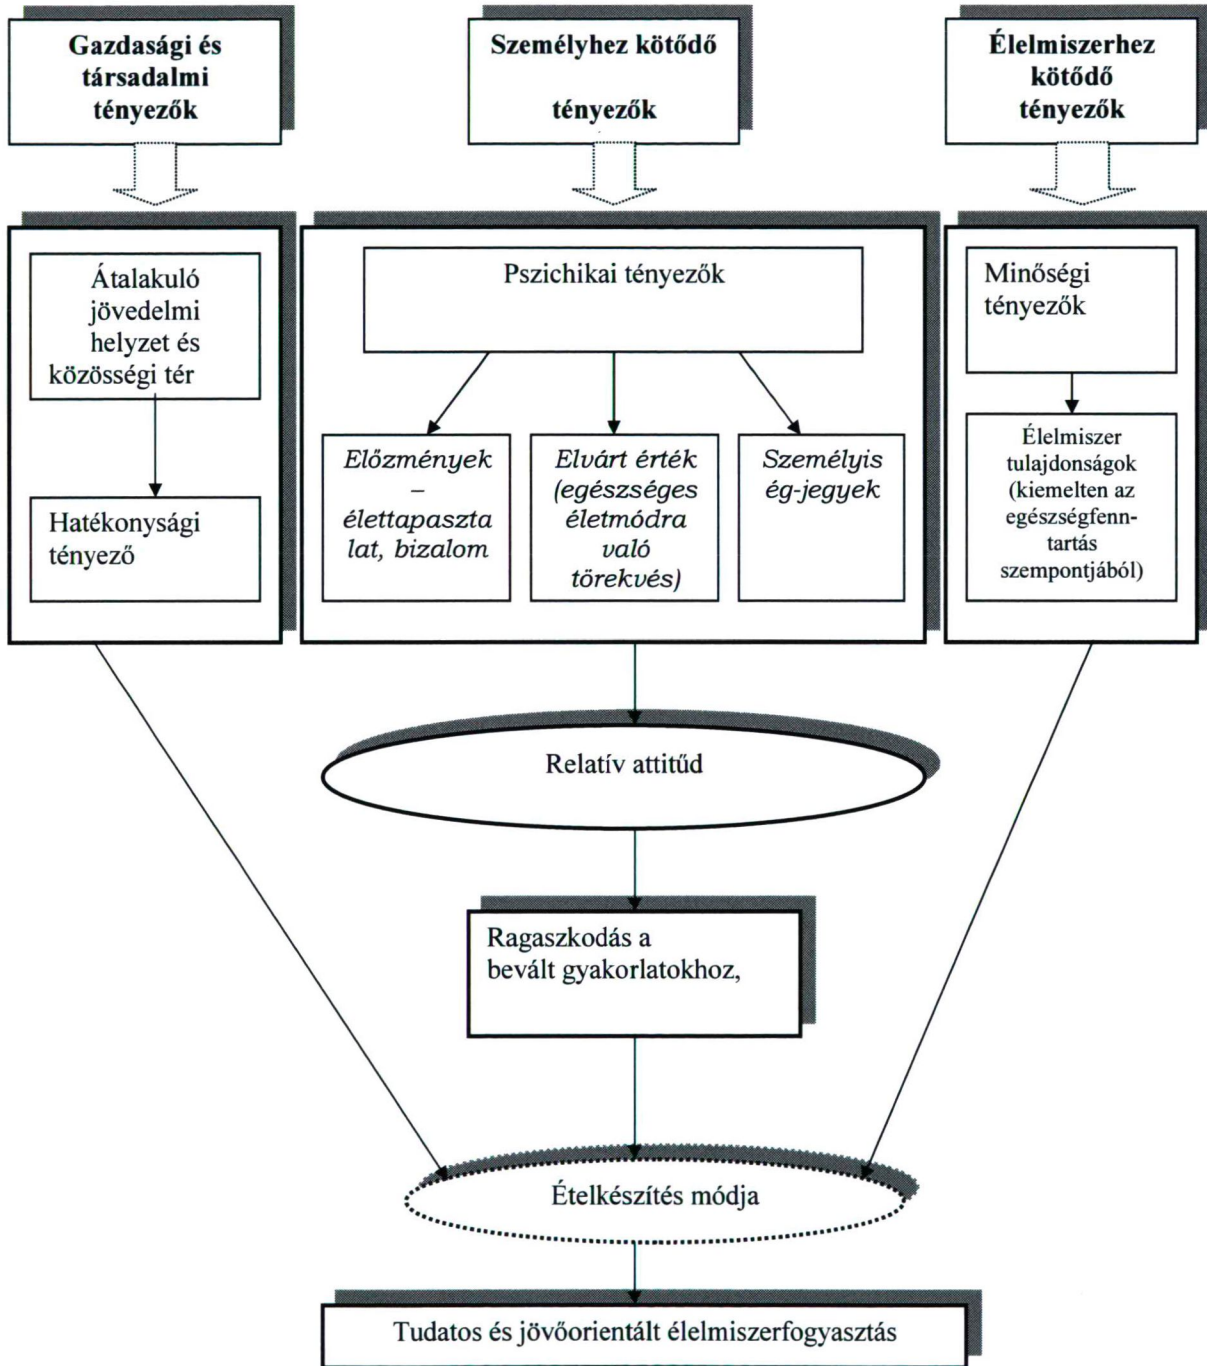 Gazdasági és
társadalmi
tényezők
Személyhez kötődő
tényezők
Élelmiszerhez
kötődő
tényezők
Átalakuló
jövedelmi
helyzet és
közösségi tér
Hatékonysági
tényező
Pszichikai tényezők
Előzmények
–
élettapaszta
lat, bizalom
Elvárt érték
(egészséges
életmódra
való
törekvés)
Személyis
ég-jegyek
Minőségi
tényezők
Élelmiszer
tulajdonságok
(kiemelten az
egészségfenn-
tartás
szempontjából)
Relatív attitűd
Ragaszkodás a
bevált gyakorlatokhoz,
Ételkészítés módja
Tudatos és jövőorientált élelmiszerfogyasztás